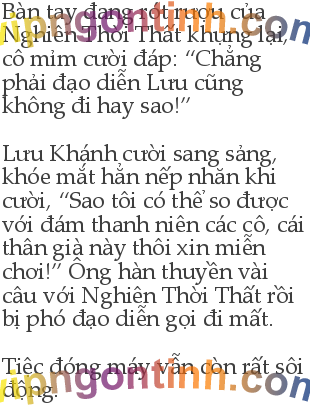 Bàn tay đang rót rượu của
Nghiên Thời Thất khựng lại,
cô mỉm cười đáp: “Chẳng
phải đạo diễn Lưu cũng
không đi hay sao!”
Lưu Khánh cười sang sảng,
khóe mắt hằn nếp nhăn khi
cười, “Sao tôi có thể so được
với đám thanh niên các cô, cái
thân già này thôi xin miễn
chơi!” Ông hàn thuyền vài
câu với Nghiên Thời Thất rồi
bị phó đạo diễn gọi đi mất.
Tiệc đóng máy vẫn còn rất sôi
động.